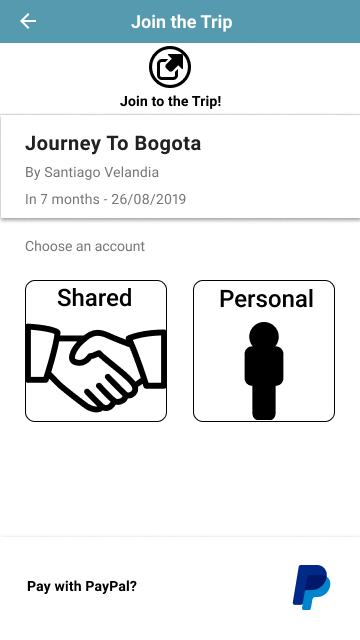 Join the Trip
Join to the Trip!
Journey To Bogota
By Santiago Velandia
In 7 months - 26/08/2019
Choose an account
Shared
Personal
Pay with PayPal?